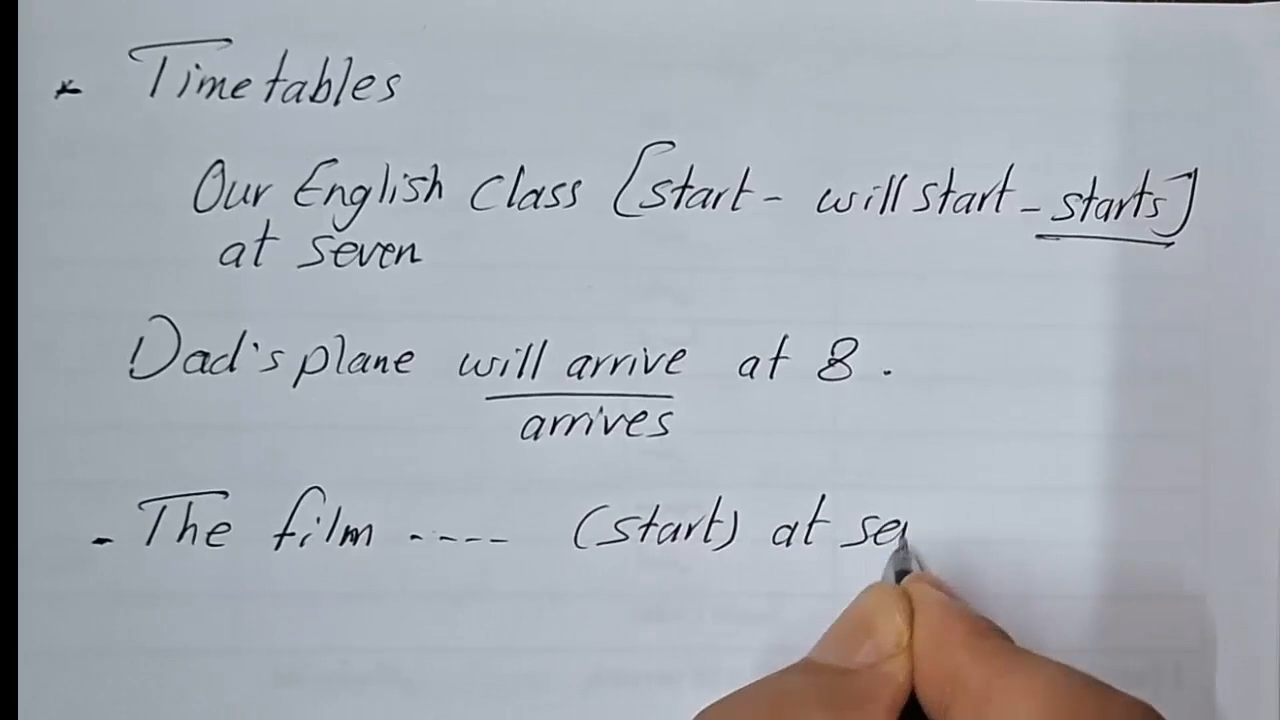 * Timetables
Our English Class [start - will start - starts]
at seven
Dad's plane will arrive at 8.
arrives
- The film ---- (start) at